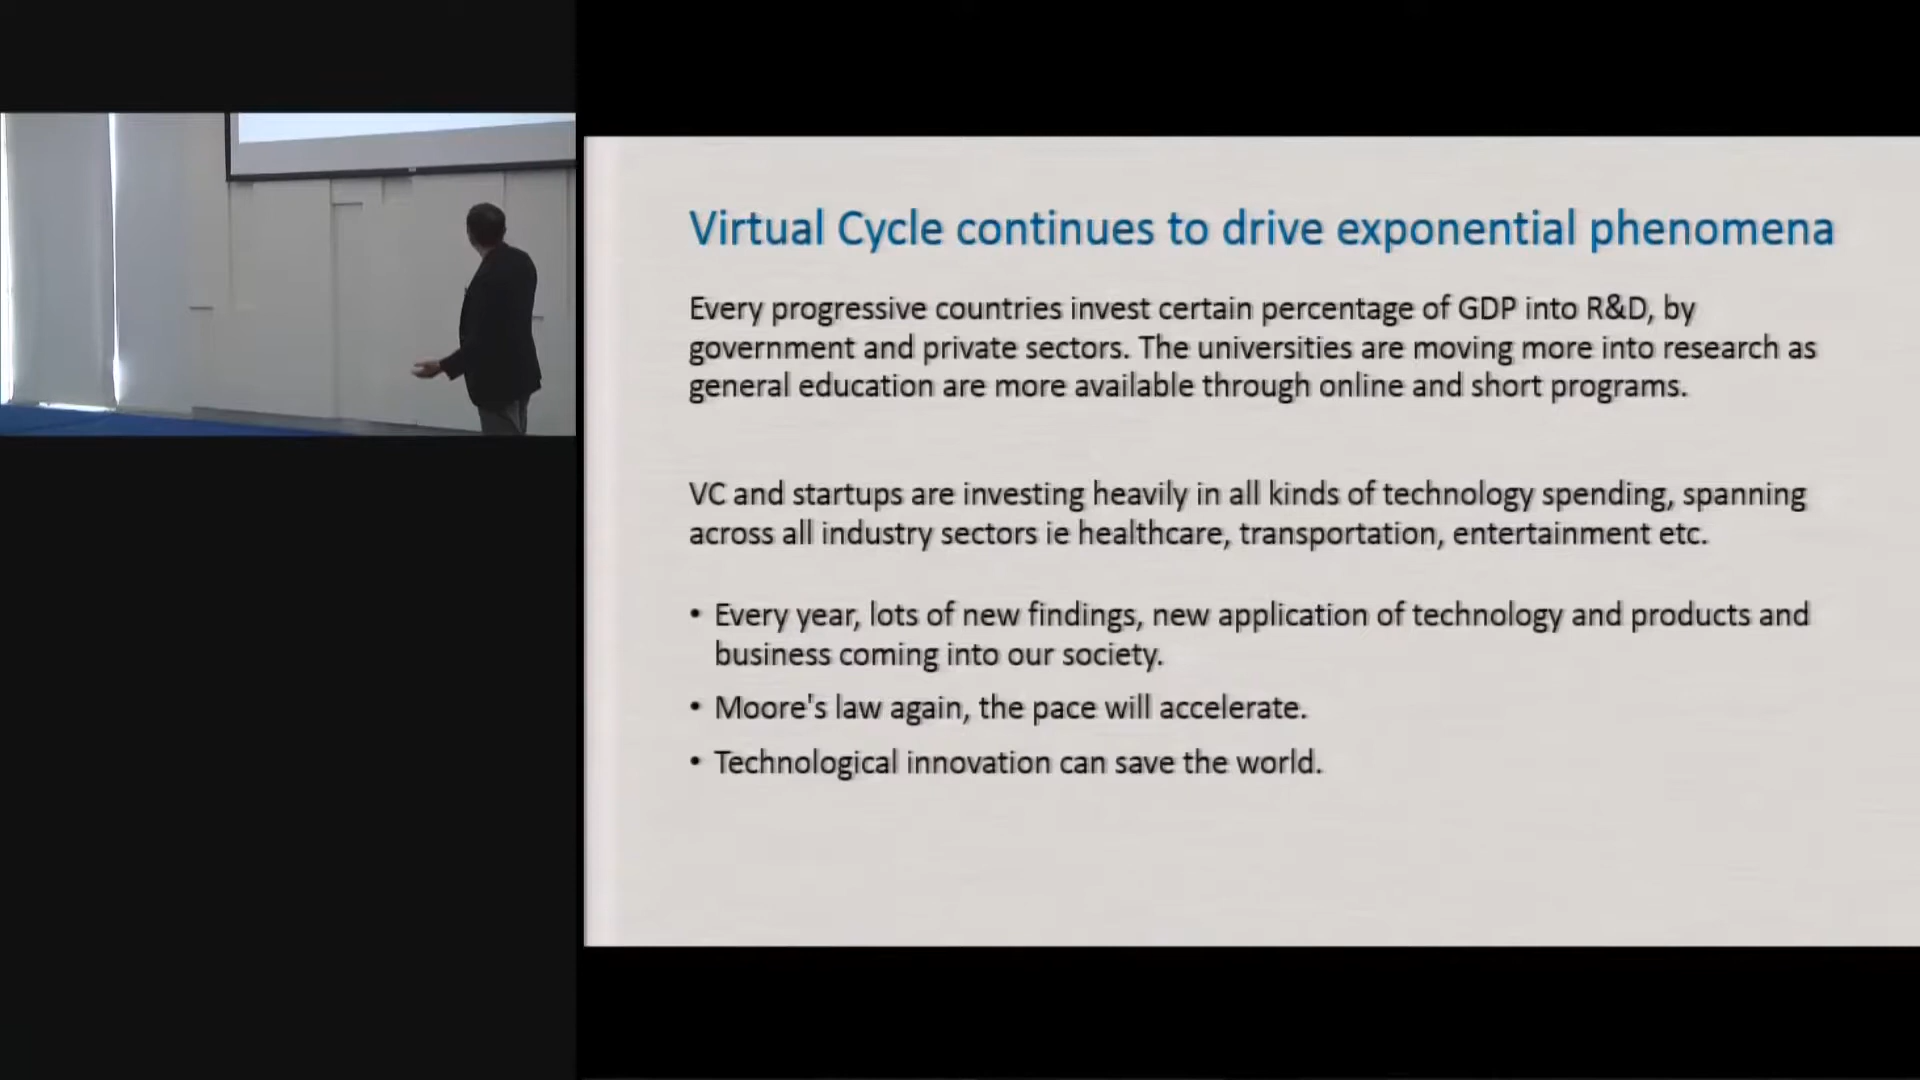 Virtual Cycle continues to drive exponential phenomena
Every progressive countries invest certain percentage of GDP into R&D, by
government and private sectors. The universities are moving more into research as
general education are more available through online and short programs.
VC and startups are investing heavily in all kinds of technology spending, spanning
across all industry sectors ie healthcare, transportation, entertainment etc.
• Every year, lots of new findings, new application of technology and products and
business coming into our society.
• Moore's law again, the pace will accelerate.
• Technological innovation can save the world.